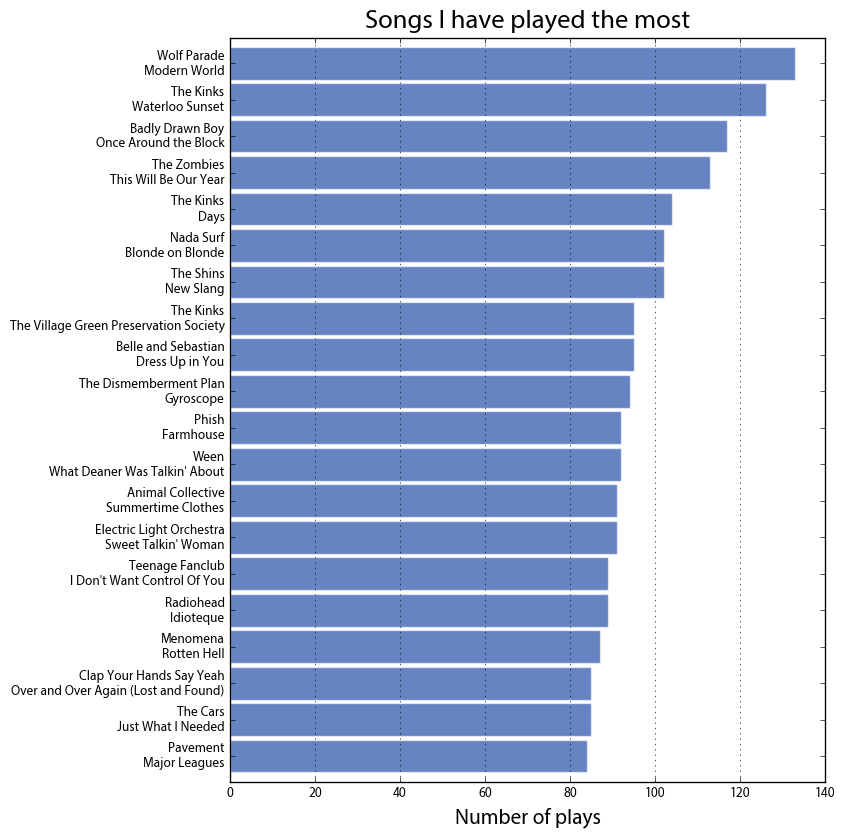 Songs I have played the most
Wolf Parade
Modern World
The Kinks
Waterloo Sunset
Badly Drawn Boy
Once Around the Block
The Zombies
This Will Be Our Year
The Kinks
Days
Nada Surf
Blonde on Blonde
The Shins
New Slang
The Kinks
The Village Green Preservation Society
Belle and Sebastian
Dress Up in You
The Dismemberment Plan
Gyroscope
Phish
Farmhouse
Ween
What Deaner Was Talkin' About
Animal Collective
Summertime Clothes
Electric Light Orchestra
Sweet Talkin' Woman
Teenage Fanclub
I Don't Want Control Of You
Radiohead
Idioteque
Menomena
Rotten Hell
Clap Your Hands Say Yeah
Over and Over Again (Lost and Found)
The Cars
Just What I Needed
Pavement
Major Leagues
0 20 40 60 80 100 120 140
Number of plays